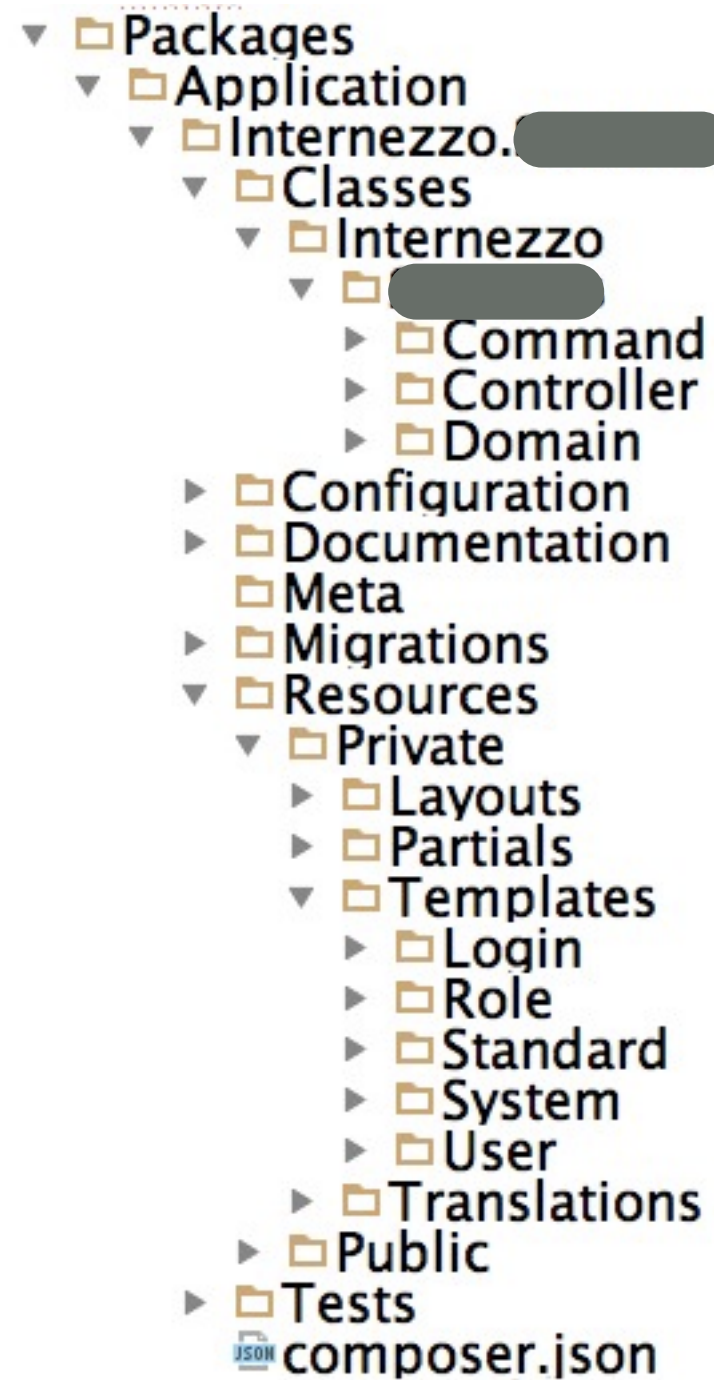 Packages
Application
Internezzo.
Classes
Internezzo
Command
Controller
Domain
Configuration
Documentation
Meta
Migrations
Resources
Private
Layouts
Partials
Templates
Login
Role
Standard
System
User
Translations
Public
Tests
JSON composer.json